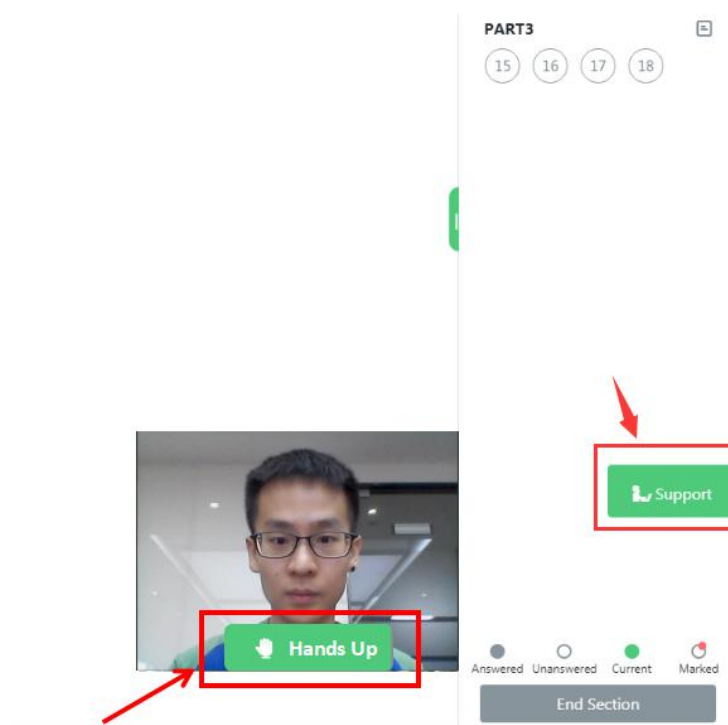 PART3
15 16 17 18
Support
Hands Up
Answered Unanswered Current Marked
End Section